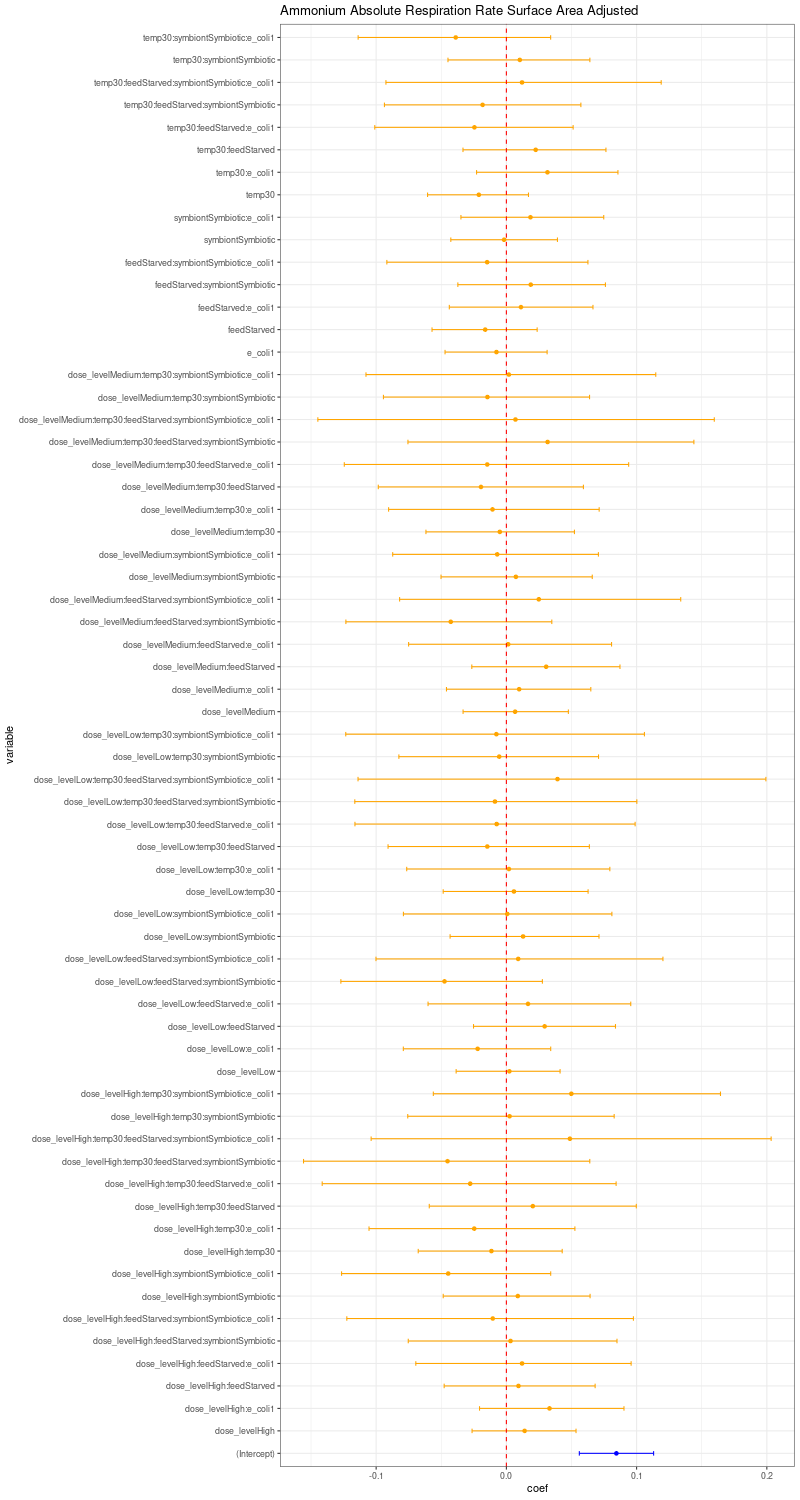 Ammonium Absolute Respiration Rate Surface Area Adjusted
temp30:symbiontSymbiotic:e_coli1
temp30:symbiontSymbiotic
temp30:feedStarved:symbiontSymbiotic:e_coli1
temp30:feedStarved:symbiontSymbiotic
temp30:feedStarved:e_coli1
temp30:feedStarved
temp30:e_coli1
temp30
symbiontSymbiotic:e_coli1
symbiontSymbiotic
feedStarved:symbiontSymbiotic:e_coli1
feedStarved:symbiontSymbiotic
feedStarved:e_coli1
feedStarved
e_coli1
dose_levelMedium:temp30:symbiontSymbiotic:e_coli1
dose_levelMedium:temp30:symbiontSymbiotic
dose_levelMedium:temp30:feedStarved:symbiontSymbiotic:e_coli1
dose_levelMedium:temp30:feedStarved:symbiontSymbiotic
dose_levelMedium:temp30:feedStarved:e_coli1
dose_levelMedium:temp30:feedStarved
dose_levelMedium:temp30:e_coli1
dose_levelMedium:temp30
dose_levelMedium:symbiontSymbiotic:e_coli1
dose_levelMedium:symbiontSymbiotic
dose_levelMedium:feedStarved:symbiontSymbiotic:e_coli1
dose_levelMedium:feedStarved:symbiontSymbiotic
dose_levelMedium:feedStarved:e_coli1
dose_levelMedium:feedStarved
dose_levelMedium:e_coli1
dose_levelMedium
dose_levelLow:temp30:symbiontSymbiotic:e_coli1
dose_levelLow:temp30:symbiontSymbiotic
dose_levelLow:temp30:feedStarved:symbiontSymbiotic:e_coli1
dose_levelLow:temp30:feedStarved:symbiontSymbiotic
dose_levelLow:temp30:feedStarved:e_coli1
dose_levelLow:temp30:feedStarved
dose_levelLow:temp30:e_coli1
dose_levelLow:temp30
dose_levelLow:symbiontSymbiotic:e_coli1
dose_levelLow:symbiontSymbiotic
dose_levelLow:feedStarved:symbiontSymbiotic:e_coli1
dose_levelLow:feedStarved:symbiontSymbiotic
dose_levelLow:feedStarved:e_coli1
dose_levelLow:feedStarved
dose_levelLow:e_coli1
dose_levelLow
dose_levelHigh:temp30:symbiontSymbiotic:e_coli1
dose_levelHigh:temp30:symbiontSymbiotic
dose_levelHigh:temp30:feedStarved:symbiontSymbiotic:e_coli1
dose_levelHigh:temp30:feedStarved:symbiontSymbiotic
dose_levelHigh:temp30:feedStarved:e_coli1
dose_levelHigh:temp30:feedStarved
dose_levelHigh:temp30:e_coli1
dose_levelHigh:temp30
dose_levelHigh:symbiontSymbiotic:e_coli1
dose_levelHigh:symbiontSymbiotic
dose_levelHigh:feedStarved:symbiontSymbiotic:e_coli1
dose_levelHigh:feedStarved:symbiontSymbiotic
dose_levelHigh:feedStarved:e_coli1
dose_levelHigh:feedStarved
dose_levelHigh:e_coli1
dose_levelHigh
(Intercept)
variable
-0.1 0.0 0.1 0.2
coef